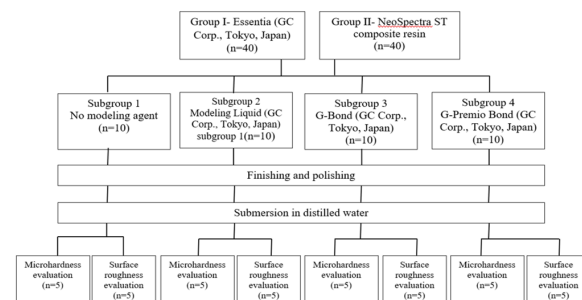 Group I- Essentia (GC
Corp., Tokyo, Japan)
(n=40)
Group II- NeoSpectra ST
composite resin
(n=40)
Subgroup 1
No modeling agent
(n=10)
Subgroup 2
Modeling Liquid (GC
Corp., Tokyo, Japan)
subgroup 1(n=10)
Subgroup 3
G-Bond (GC Corp.,
Tokyo, Japan)
(n=10)
Subgroup 4
G-Premio Bond (GC
Corp., Tokyo, Japan)
(n=10)
Finishing and polishing
Submersion in distilled water
Microhardness
evaluation
(n=5)
Surface
roughness
evaluation
(n=5)
Microhardness
evaluation
(n=5)
Surface
roughness
evaluation
(n=5)
Microhardness
evaluation
(n=5)
Surface
roughness
evaluation
(n=5)
Microhardness
evaluation
(n=5)
Surface
roughness
evaluation
(n=5)